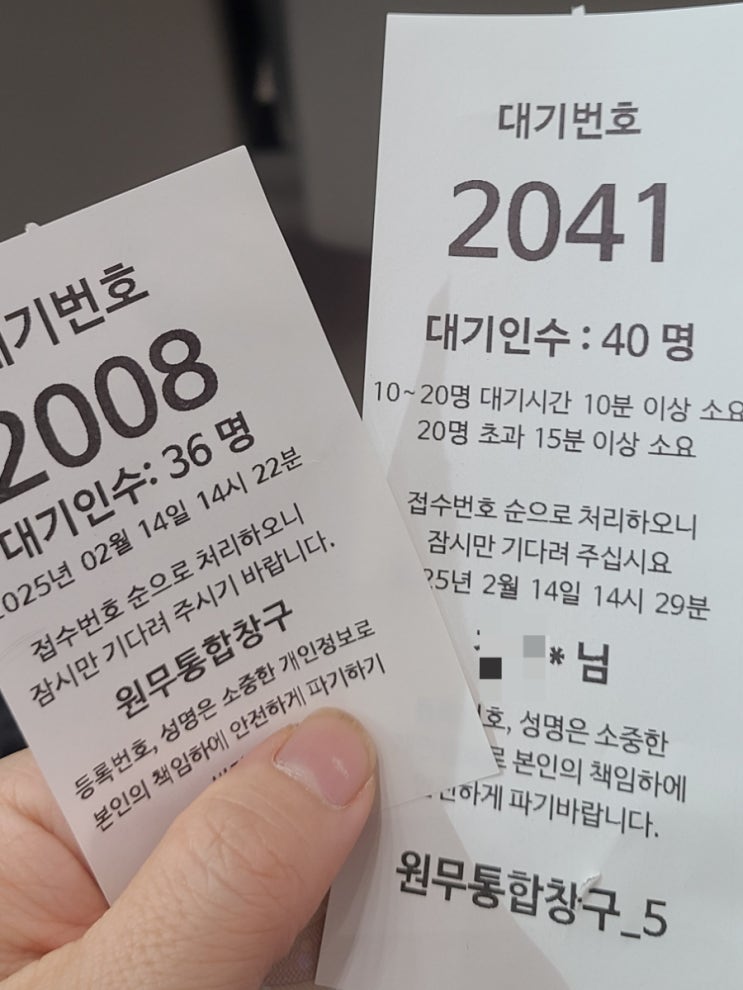 대기번호
2008
대기인수: 36 명
2025년 02월 14일 14시 22분
접수번호 순으로 처리하오니
잠시만 기다려 주시기 바랍니다.
원무통합창구
등록번호, 성명은 소중한 개인정보로
본인의 책임하에 안전하게 파기하기
대기번호
2041
대기인수 : 40 명
10~20명 대기시간 10분 이상 소요
20명 초과 15분 이상 소요
접수번호 순으로 처리하오니
잠시만 기다려 주십시요
25년 2월 14일 14시 29분
* 님
호, 성명은 소중한
로 본인의 책임하에
전하게 파기바랍니다.
원무통합창구_5